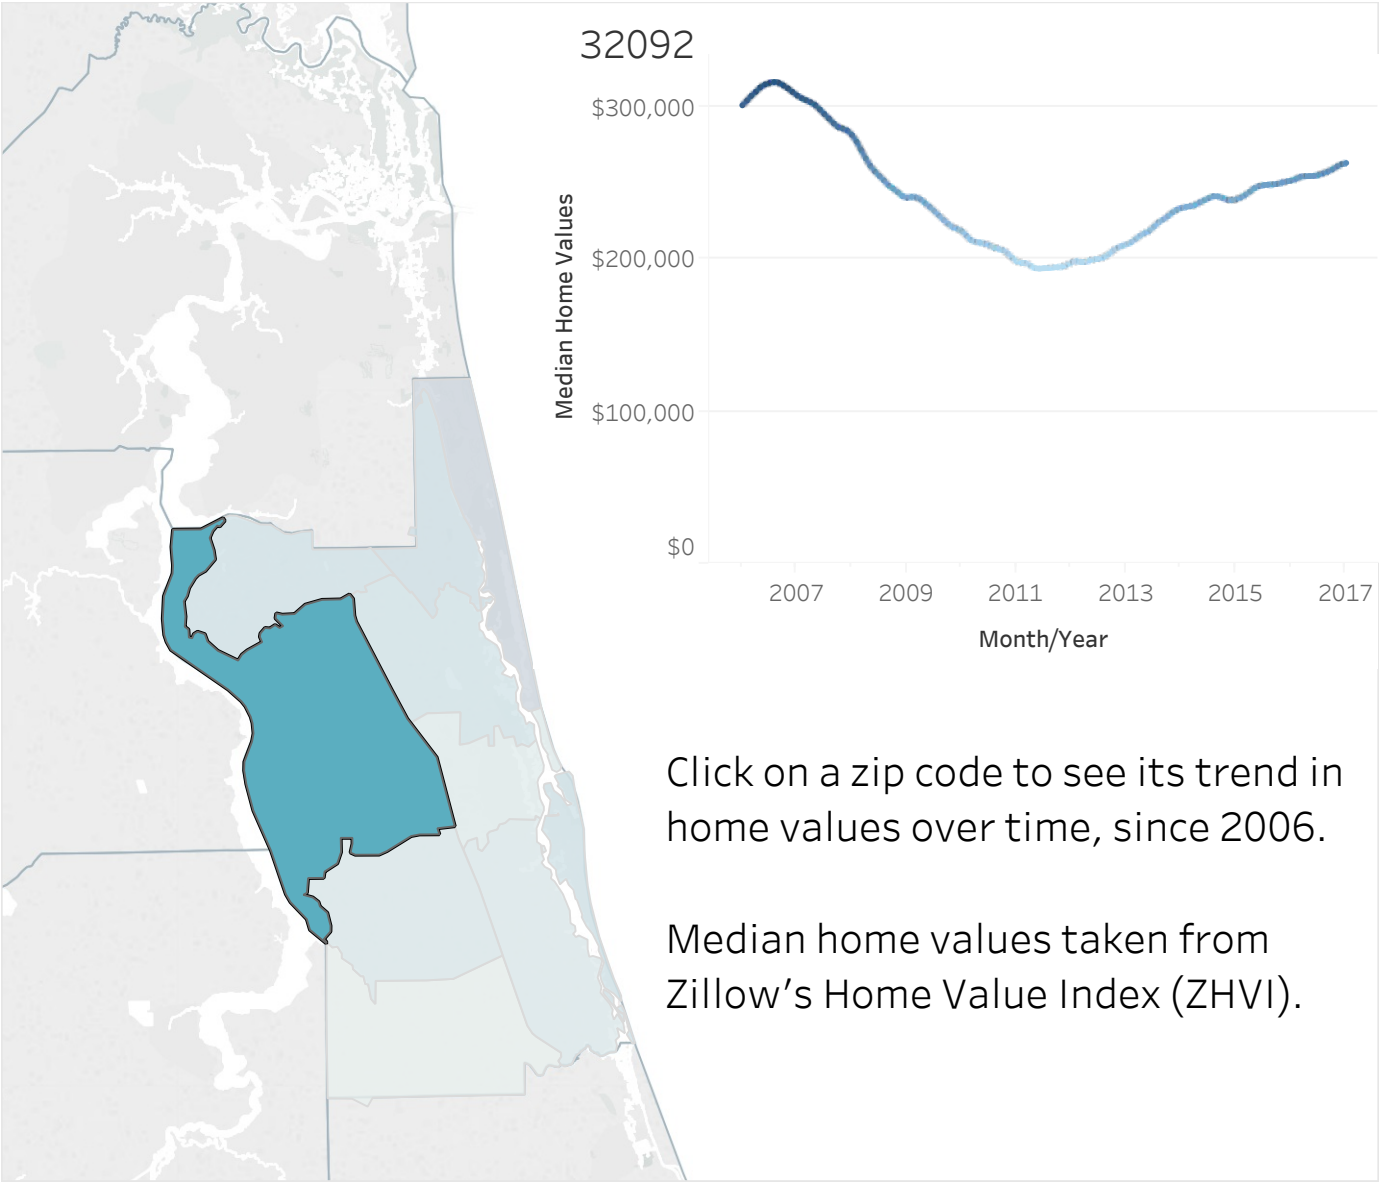 32092
$300,000
$200,000
$100,000
$0
Median Home Values
2007 2009 2011 2013 2015 2017
Month/Year
Click on a zip code to see its trend in
home values over time, since 2006.
Median home values taken from
Zillow's Home Value Index (ZHVI).